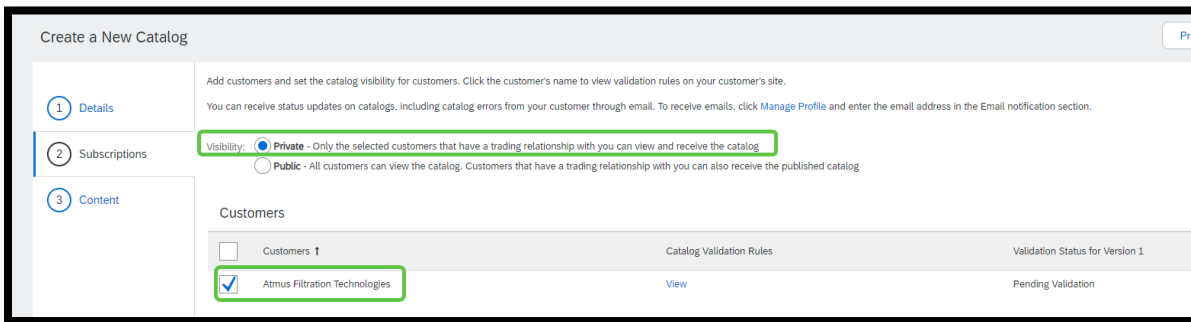 Create a New Catalog
Pr
Add customers and set the catalog visibility for customers. Click the customer's name to view validation rules on your customer's site.
1 Details
You can receive status updates on catalogs, including catalog errors from your customer through email. To receive emails, click Manage Profile and enter the email address in the Email notification section.
Visibility: Private - Only the selected customers that have a trading relationship with you can view and receive the catalog
2 Subscriptions
Public - All customers can view the catalog. Customers that have a trading relationship with you can also receive the published catalog
3 Content
Customers
Customers ↑ Catalog Validation Rules Validation Status for Version 1
Atmus Filtration Technologies View Pending Validation